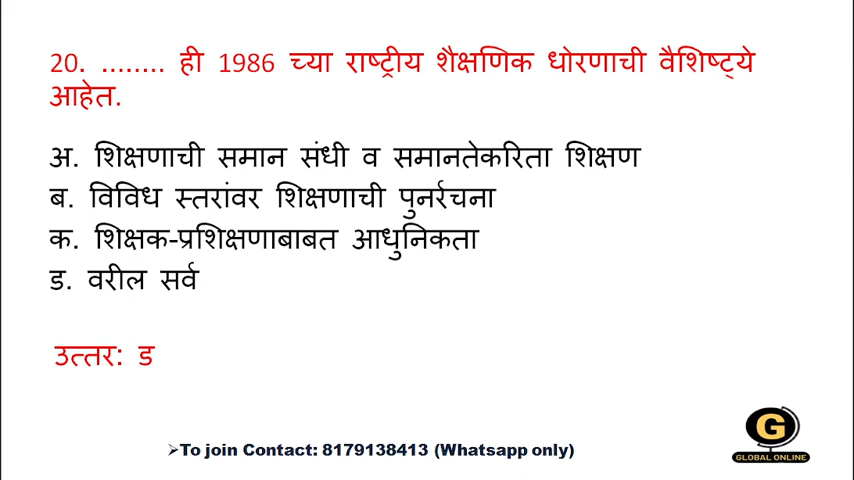 20. ........ ही 1986 च्या राष्ट्रीय शैक्षणिक धोरणाची वैशिष्ट्ये
आहेत.
अ. शिक्षणाची समान संधी व समानतेकरिता शिक्षण
ब. विविध स्तरांवर शिक्षणाची पुनर्रचना
क. शिक्षक-प्रशिक्षणाबाबत आधुनिकता
ड. वरील सर्व
उत्तर: ड
➢To join Contact: 8179138413 (Whatsapp only)
G
GLOBAL ONLINE